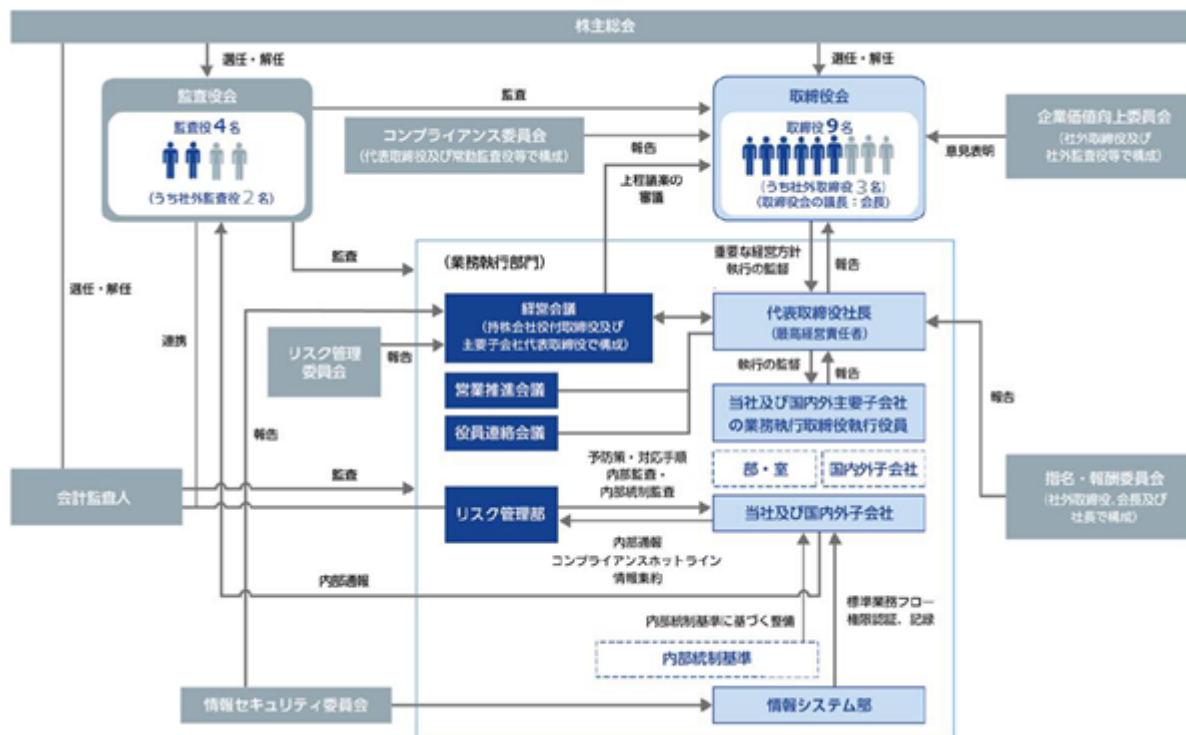 株主総会
選任・解任
選任・解任
監査役会
監査役4名
(うち社外監査役2名)
監査
コンプライアンス委員会
(代表取締役及び常勤監査役等で構成)
報告
取締役会
取締役9名
(うち社外取締役3名)
(取締役会の議長：会長)
意見表明
企業価値向上委員会
(社外取締役及び
社外監査役等で構成)
上程議案の
審議
監査
(業務執行部門)
重要な経営方針
執行の監督
報告
選任・解任
連携
経営会議
(持株会社役付取締役及び
主要子会社代表取締役で構成)
代表取締役社長
(最高経営責任者)
リスク管理
委員会
報告
執行の監督
報告
営業推進会議
役員連絡会議
当社及び国内外主要子会社
の業務執行取締役執行役員
報告
報告
予防策・対応手順
内部監査・
内部統制監査
部・室
国内外子会社
会計監査人
監査
リスク管理部
当社及び国内外子会社
指名・報酬委員会
(社外取締役、会長及び
社長で構成)
内部通報
コンプライアンスホットライン
情報集約
内部通報
内部統制基準に基づく整備
標準業務フロー
権限認証、記録
内部統制基準
情報セキュリティ委員会
情報システム部